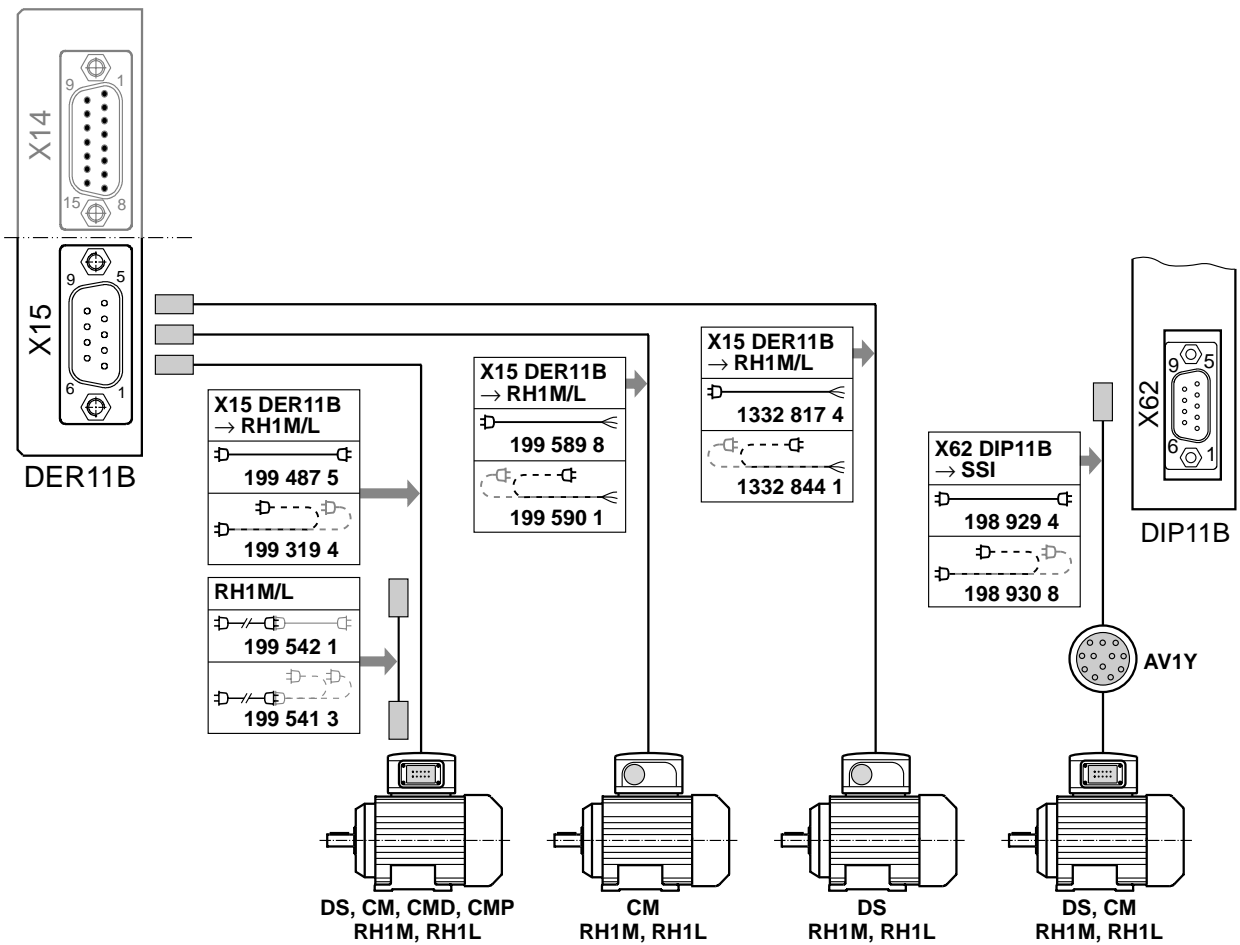 X14
9
1
15
8
X15
9
5
6
1
DER11B
X15 DER11B
→ RH1M/L
199 487 5
199 319 4
RH1M/L
199 542 1
199 541 3
X15 DER11B
→ RH1M/L
199 589 8
199 590 1
X15 DER11B
→ RH1M/L
1332 817 4
1332 844 1
X62 DIP11B
→ SSI
198 929 4
198 930 8
X62
9
5
6
1
DIP11B
AV1Y
DS, CM, CMD, CMP
RH1M, RH1L
CM
RH1M, RH1L
DS
RH1M, RH1L
DS, CM
RH1M, RH1L